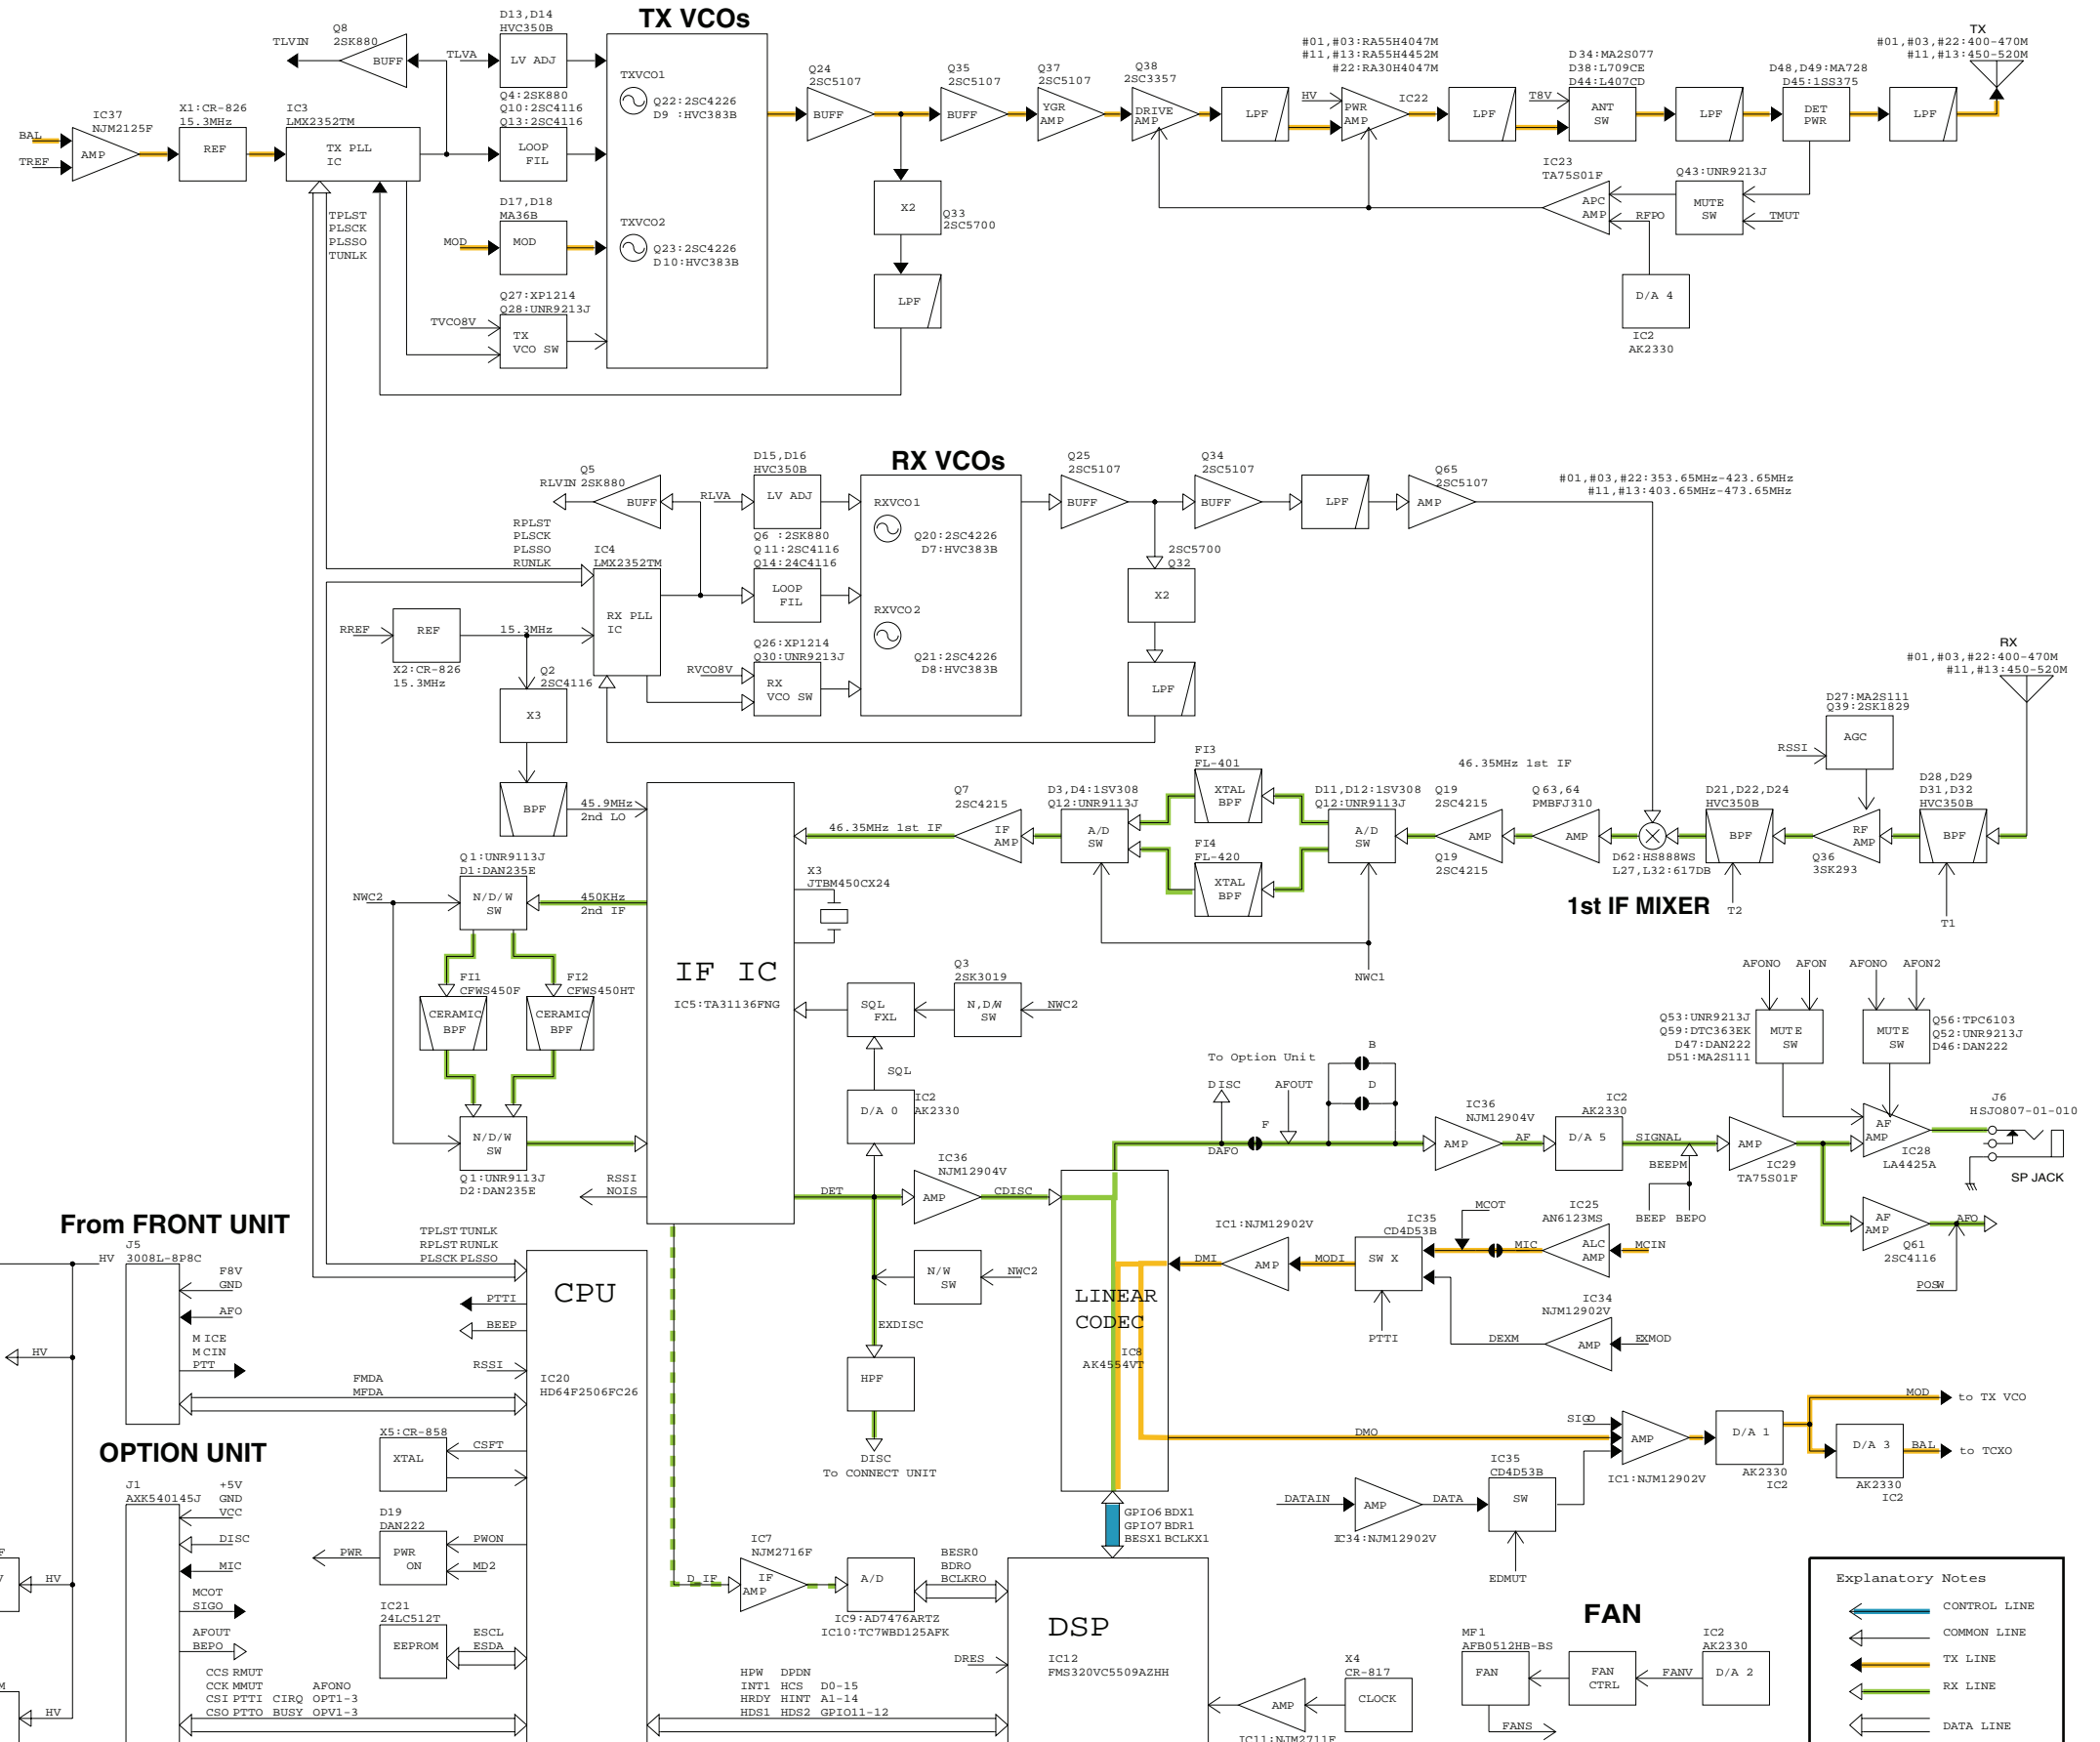 TX VCOs
TX
#01,#03,#22:400-470M
#11,#13:450-520M
Q8
2SK880
TLVIN
BUFF
D13,D14
HVC350B
TLVA
LV ADJ
IC37
NJM2125F
BAL
TREF
AMP
X1:CR-826
15.3MHz
REF
IC3
LMX2352TM
TX PLL
IC
Q4:2SK880
Q10:2SC4116
Q13:2SC4116
LOOP
FIL
TXVCO1
Q22:2SC4226
D9 :HVC383B
TXVCO2
Q23:2SC4226
D10:HVC383B
D17,D18
MA36B
MOD
MOD
TPLST
PLSCK
PLSSO
TUNLK
Q27:XP1214
Q28:UNR9213J
TVCO8V
TX
VCO SW
Q24
2SC5107
BUFF
Q35
2SC5107
BUFF
Q37
2SC5107
YGR
AMP
Q38
2SC3357
DRIVE
AMP
LPF
#01,#03:RA55H4047M
#11,#13:RA55H4452M
#22:RA30H4047M
HV
PWR
AMP
IC22
LPF
D34:MA2S077
D38:L709CE
D44:L407CD
T8V
ANT
SW
LPF
D48,D49:MA728
D45:1SS375
DET
PWR
LPF
X2
Q33
2SC5700
LPF
IC23
TA75S01F
APC
AMP
RFPO
Q43:UNR9213J
MUTE
SW
TMUT
D/A 4
IC2
AK2330
RX VCOs
Q5
RLVIN 2SK880
BUFF
RLVA
D15,D16
HVC350B
LV ADJ
RPLST
PLSCK
PLSSO
RUNLK
IC4
LMX2352TM
RX PLL
IC
Q6 :2SK880
Q11:2SC4116
Q14:24C4116
LOOP
FIL
RXVCO1
Q20:2SC4226
D7:HVC383B
RXVCO2
Q21:2SC4226
D8:HVC383B
RREF
REF
X2:CR-826
15.3MHz
15.3MHz
Q2
2SC4116
X3
Q26:XP1214
Q30:UNR9213J
RVCO8V
RX
VCO SW
Q25
2SC5107
BUFF
Q34
2SC5107
BUFF
LPF
Q65
2SC5107
AMP
#01,#03,#22:353.65MHz-423.65MHz
#11,#13:403.65MHz-473.65MHz
2SC5700
Q32
X2
LPF
RX
#01,#03,#22:400-470M
#11,#13:450-520M
D27:MA2S111
Q39:2SK1829
AGC
RSSI
D28,D29
D31,D32
HVC350B
BPF
T1
RF
AMP
Q36
3SK293
D21,D22,D24
HVC350B
BPF
T2
D62:HS888WS
L27,L32:617DB
1st IF MIXER
46.35MHz 1st IF
Q63,64
PMBFJ310
AMP
Q19
2SC4215
AMP
Q19
2SC4215
D11,D12:1SV308
Q12:UNR9113J
A/D
SW
FI3
FL-401
XTAL
BPF
FI4
FL-420
XTAL
BPF
D3,D4:1SV308
Q12:UNR9113J
A/D
SW
NWC1
Q7
2SC4215
IF
AMP
46.35MHz 1st IF
BPF
45.9MHz
2nd LO
Q1:UNR9113J
D1:DAN235E
NWC2
N/D/W
SW
450KHz
2nd IF
FI1
CFWS450F
CERAMIC
BPF
FI2
CFWS450HT
CERAMIC
BPF
N/D/W
SW
Q1:UNR9113J
D2:DAN235E
IF IC
IC5:TA31136FNG
X3
JTBM450CX24
SQL
FXL
Q3
2SK3019
N,D/W
SW
NWC2
SQL
D/A 0
IC2
AK2330
RSSI
NOIS
DET
IC36
NJM12904V
AMP
CDISC
N/W
SW
NWC2
EXDISC
HPF
DISC
To CONNECT UNIT
To Option Unit
DISC
AFOUT
B
D
F
DAFO
IC36
NJM12904V
AMP
AF
IC2
AK2330
D/A 5
SIGNAL
BEEPM
BEEP
BEPO
AMP
IC29
TA75S01F
AFONO
AFON
AFONO
AFON2
Q53:UNR9213J
Q59:DTC363EK
D47:DAN222
D51:MA2S111
MUTE
SW
MUTE
SW
Q56:TPC6103
Q52:UNR9213J
D46:DAN222
AF
AMP
IC28
LA4425A
J6
HSJ0807-01-010
SP JACK
AF
AMP
Q61
2SC4116
AFO
POSW
LINEAR
CODEC
IC8
AK4554VT
DMI
IC1:NJM12902V
AMP
MODI
IC35
CD4D53B
SW X
PTTI
MCOT
MIC
IC25
AN6123MS
ALC
AMP
MCIN
IC34
NJM12902V
DEXM
AMP
EXMOD
DMO
SIGO
AMP
IC1:NJM12902V
D/A 1
AK2330
IC2
MOD
to TX VCO
D/A 3
BAL
to TCXO
AK2330
IC2
DATAIN
AMP
IC34:NJM12902V
DATA
IC35
CD4D53B
SW
EDMUT
GPIO6 BDX1
GPIO7 BDR1
BESX1 BCLKX1
From FRONT UNIT
J5
3008L-8P8C
HV
F8V
GND
AFO
MICE
MCIN
PTT
HV
FMDA
MFDA
TPLST TUNLK
RPLST RUNLK
PLSCK PLSSO
PTTI
BEEP
RSSI
CPU
IC20
HD64F2506FC26
X5:CR-858
XTAL
CSFT
OPTION UNIT
J1
AXK540145J
+5V
GND
VCC
DISC
MIC
MCOT
SIGO
AFOUT
BEPO
HV
HV
D19
DAN222
PWR
PWR
ON
PWON
MD2
IC21
24LC512T
EEPROM
ESCL
ESDA
CCS RMUT
CCK MMUT AFONO
CSI PTTI CIRQ OPT1-3
CSO PTTO BUSY OPV1-3
D_IF
IC7
NJM2716F
IF
AMP
A/D
IC9:AD7476ARTZ
IC10:TC7WBD125AFK
BESR0
BDRO
BCLKRO
DSP
IC12
FMS320VC5509AZHH
DRES
HPW DPDN
INT1 HCS D0-15
HRDY HINT A1-14
HDS1 HDS2 GPIO11-12
AMP
IC11:NJM2711F
X4
CR-817
CLOCK
FAN
MF1
AFB0512HB-BS
FAN
FANS
FAN
CTRL
FANV
IC2
AK2330
D/A 2
Explanatory Notes
CONTROL LINE
COMMON LINE
TX LINE
RX LINE
DATA LINE